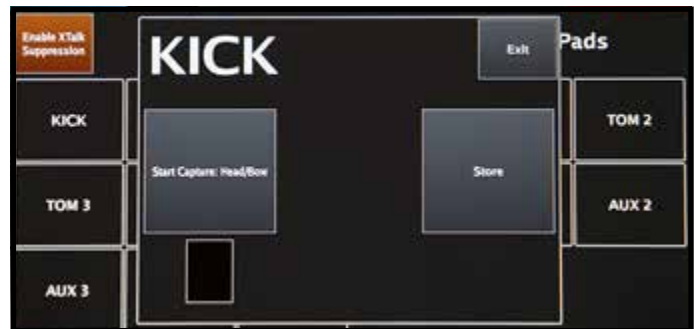 Enable XTalk
Suppression
KICK
Exit
Pads
KICK
TOM 2
Start Capture: Head/Bow
Store
TOM 3
AUX 2
AUX 3